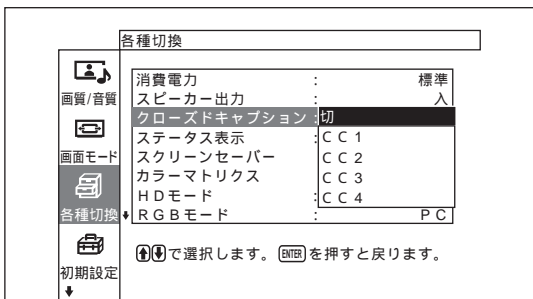 各種切換
画質/音質
画面モード
各種切換
初期設定
消費電力 : 標準
スピーカー出力 : 入
クローズドキャプション : 切
ステータス表示 : CC1
スクリーンセーバー CC2
カラーマトリクス CC3
HDモード : CC4
RGBモード : PC
で選択します。ENTERを押すと戻ります。